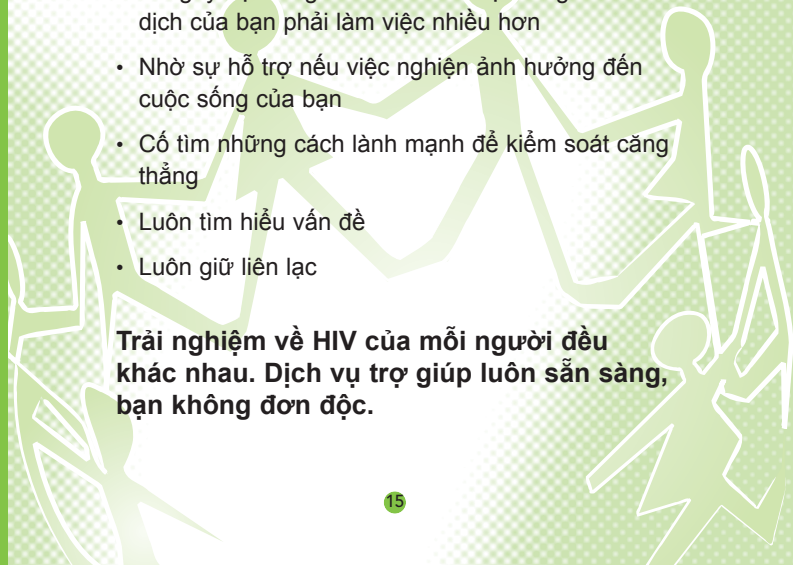 dịch của bạn phải làm việc nhiều hơn
• Nhờ sự hỗ trợ nếu việc nghiện ảnh hưởng đến
cuộc sống của bạn
• Cố tìm những cách lành mạnh để kiểm soát căng
thẳng
• Luôn tìm hiểu vấn đề
• Luôn giữ liên lạc
Trải nghiệm về HIV của mỗi người đều
khác nhau. Dịch vụ trợ giúp luôn sẵn sàng,
bạn không đơn độc.
15